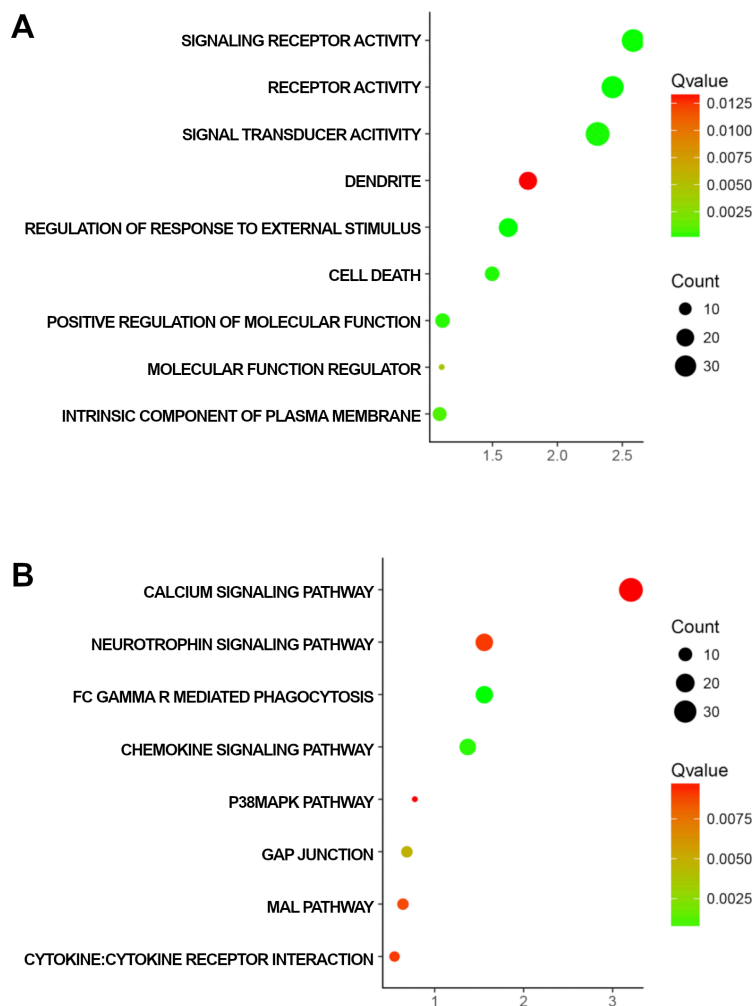 A
SIGNALING RECEPTOR ACTIVITY
RECEPTOR ACTIVITY
SIGNAL TRANSDUCER ACITIVITY
DENDRITE
REGULATION OF RESPONSE TO EXTERNAL STIMULUS
CELL DEATH
POSITIVE REGULATION OF MOLECULAR FUNCTION
MOLECULAR FUNCTION REGULATOR
INTRINSIC COMPONENT OF PLASMA MEMBRANE
1.5 2.0 2.5
Qvalue
0.0125
0.0100
0.0075
0.0050
0.0025
Count
10
20
30
B
CALCIUM SIGNALING PATHWAY
NEUROTROPHIN SIGNALING PATHWAY
FC GAMMA R MEDIATED PHAGOCYTOSIS
CHEMOKINE SIGNALING PATHWAY
P38MAPK PATHWAY
GAP JUNCTION
MAL PATHWAY
CYTOKINE:CYTOKINE RECEPTOR INTERACTION
1 2 3
Count
10
20
30
Qvalue
0.0075
0.0050
0.0025